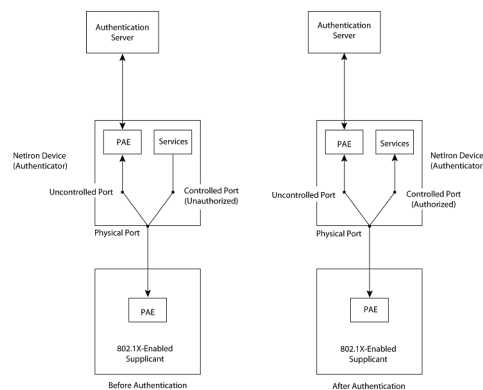 Authentication
Server
PAE
Services
NetIron Device
(Authenticator)
Uncontrolled Port
Controlled Port
(Unauthorized)
Physical Port
PAE
802.1X-Enabled
Supplicant
Before Authentication
Authentication
Server
PAE
Services
NetIron Device
(Authenticator
Uncontrolled Port
Controlled Port
(Authorized)
Physical Port
PAE
802.1X-Enabled
Supplicant
After Authentication